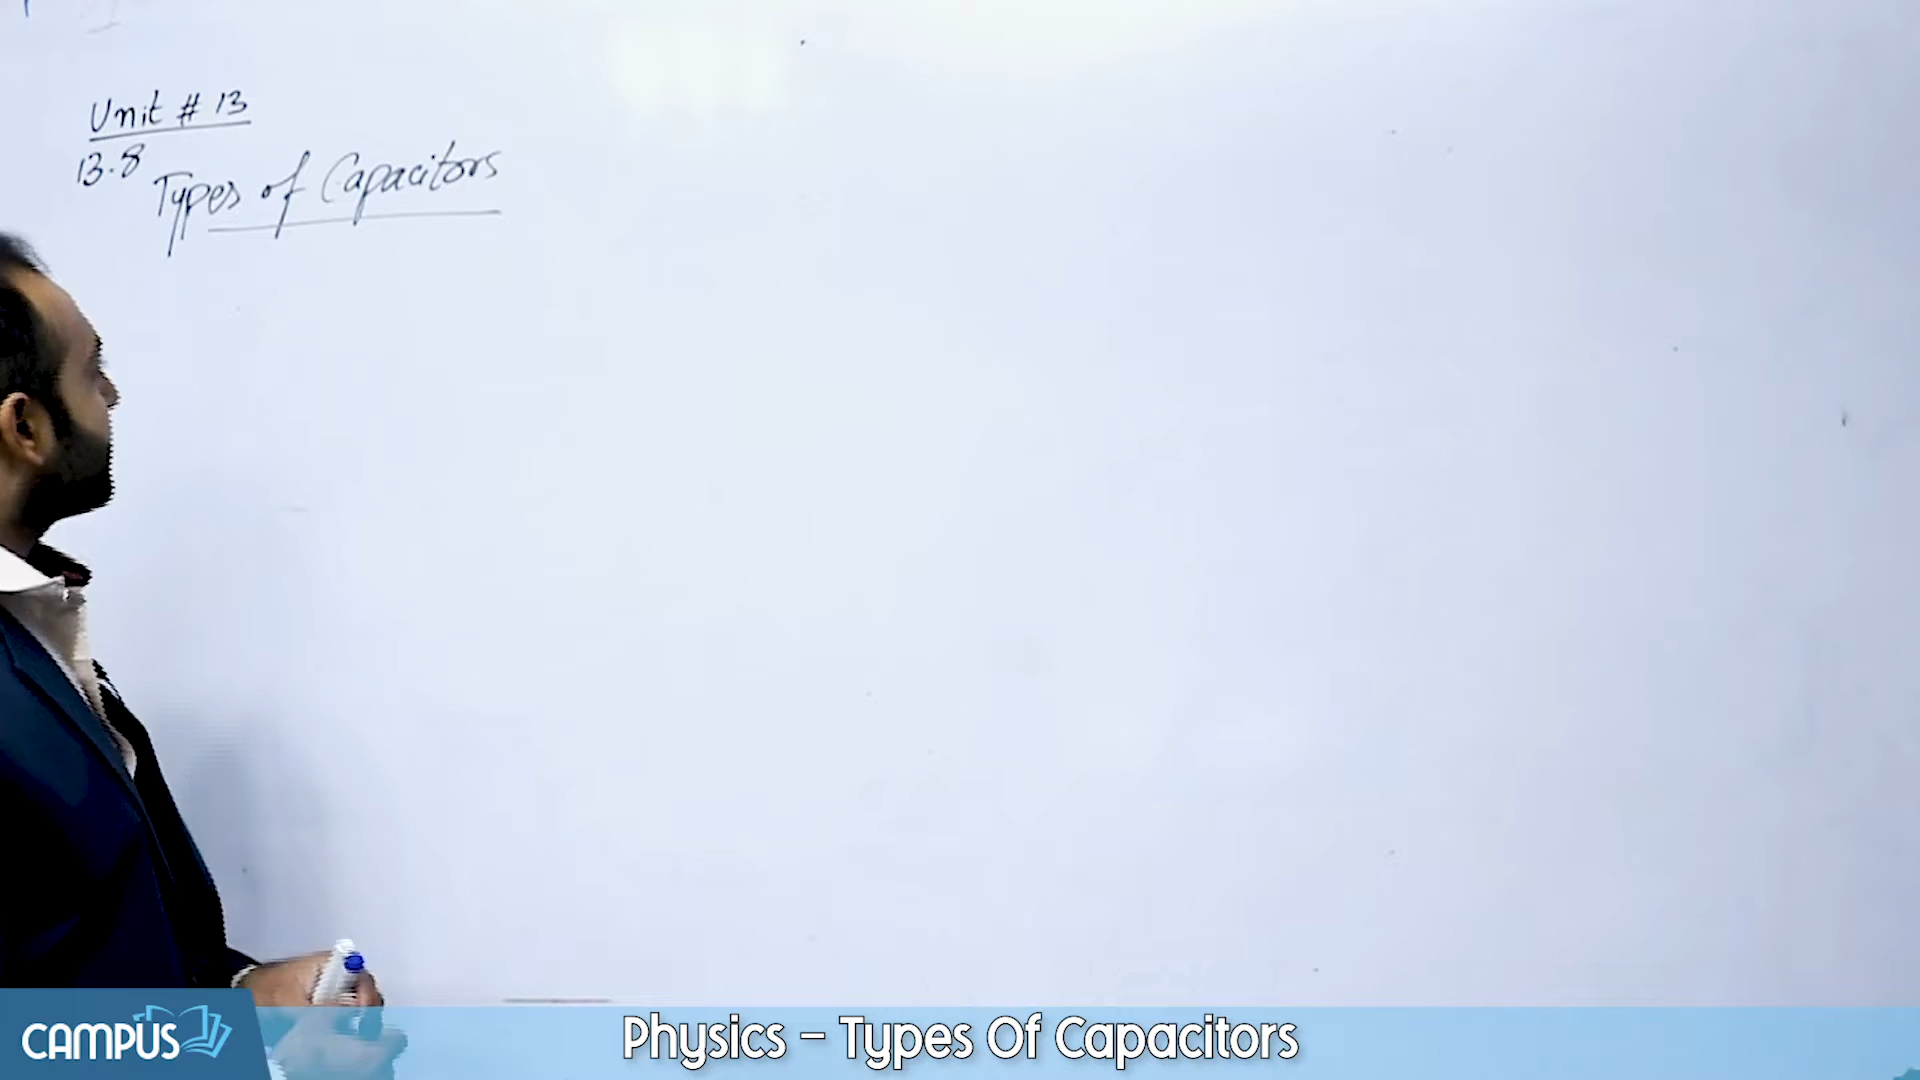 Unit # 13
13.8 Types of Capacitors
CAMPUS
Physics – Types Of Capacitors